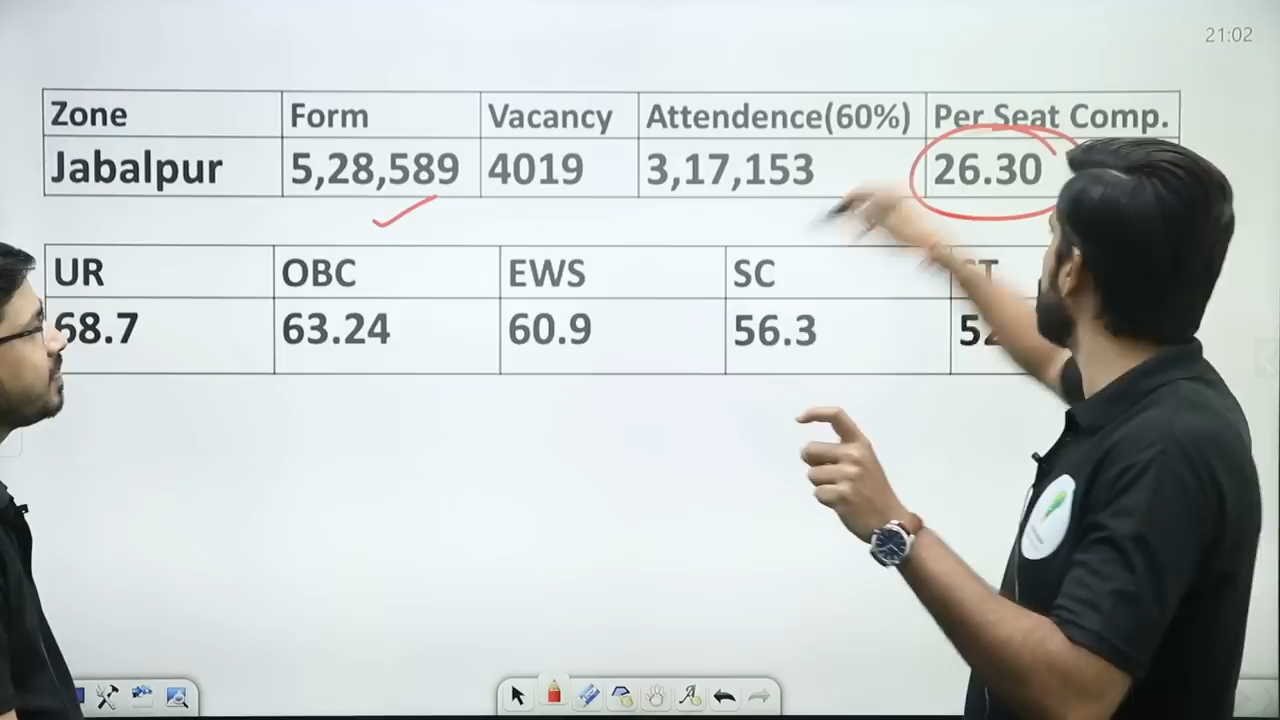 21:02
Zone Form Vacancy Attendence(60%) Per Seat Comp.
Jabalpur 5,28,589 4019 3,17,153 26.30
UR OBC EWS SC
68.7 63.24 60.9 56.3